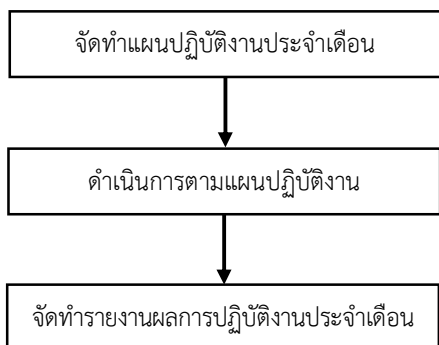 จัดทำแผนปฏิบัติงานประจำเดือน
ดำเนินการตามแผนปฏิบัติงาน
จัดทำรายงานผลการปฏิบัติงานประจำเดือน